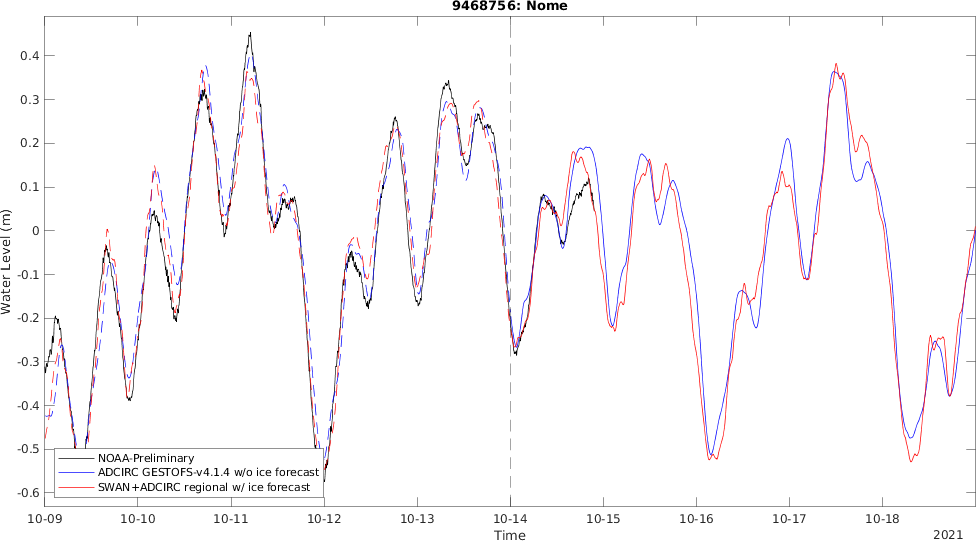 9468756: Nome
0.4
0.3
0.2
0.1
0
-0.1
-0.2
-0.3
-0.4
-0.5
-0.6
Water Level (m)
NOAA-Preliminary
ADCIRC GESTOFS-v4.1.4 w/o ice forecast
SWAN+ADCIRC regional w/ ice forecast
10-09 10-10 10-11 10-12 10-13 10-14 10-15 10-16 10-17 10-18
Time
2021